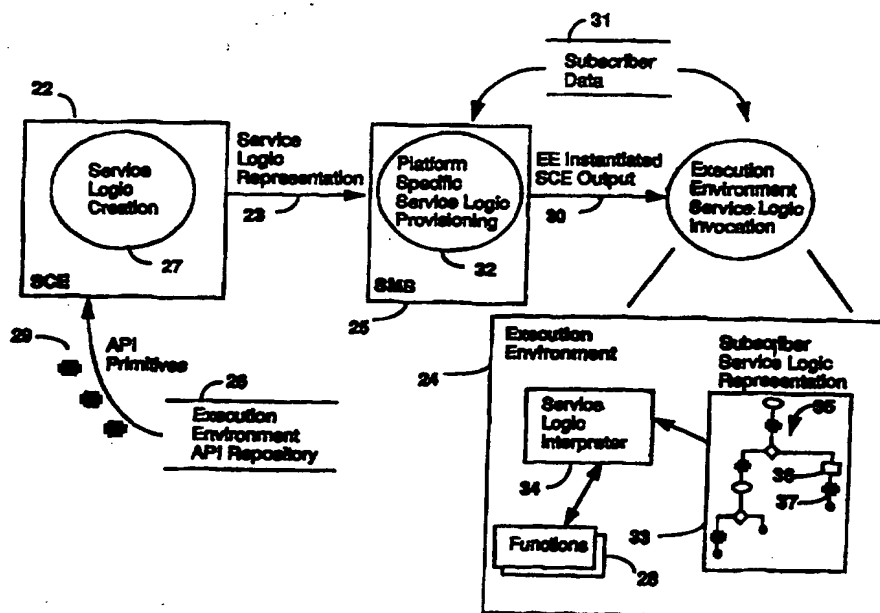 31
Subscriber
Data
22
Service
Logic
Creation
27
SCE
Service
Logic
Representation
23
Platform
Specific
Service Logic
Provisioning
32
SMS
25
EE Instantiated
SCE Output
30
Execution
Environment
Service Logic
Invocation
29
API
Primitives
26
Execution
Environment
API Repository
24
Execution
Environment
Service
Logic
Interpreter
34
Functions
28
Subscriber
Service Logic
Representation
35
36
37
33